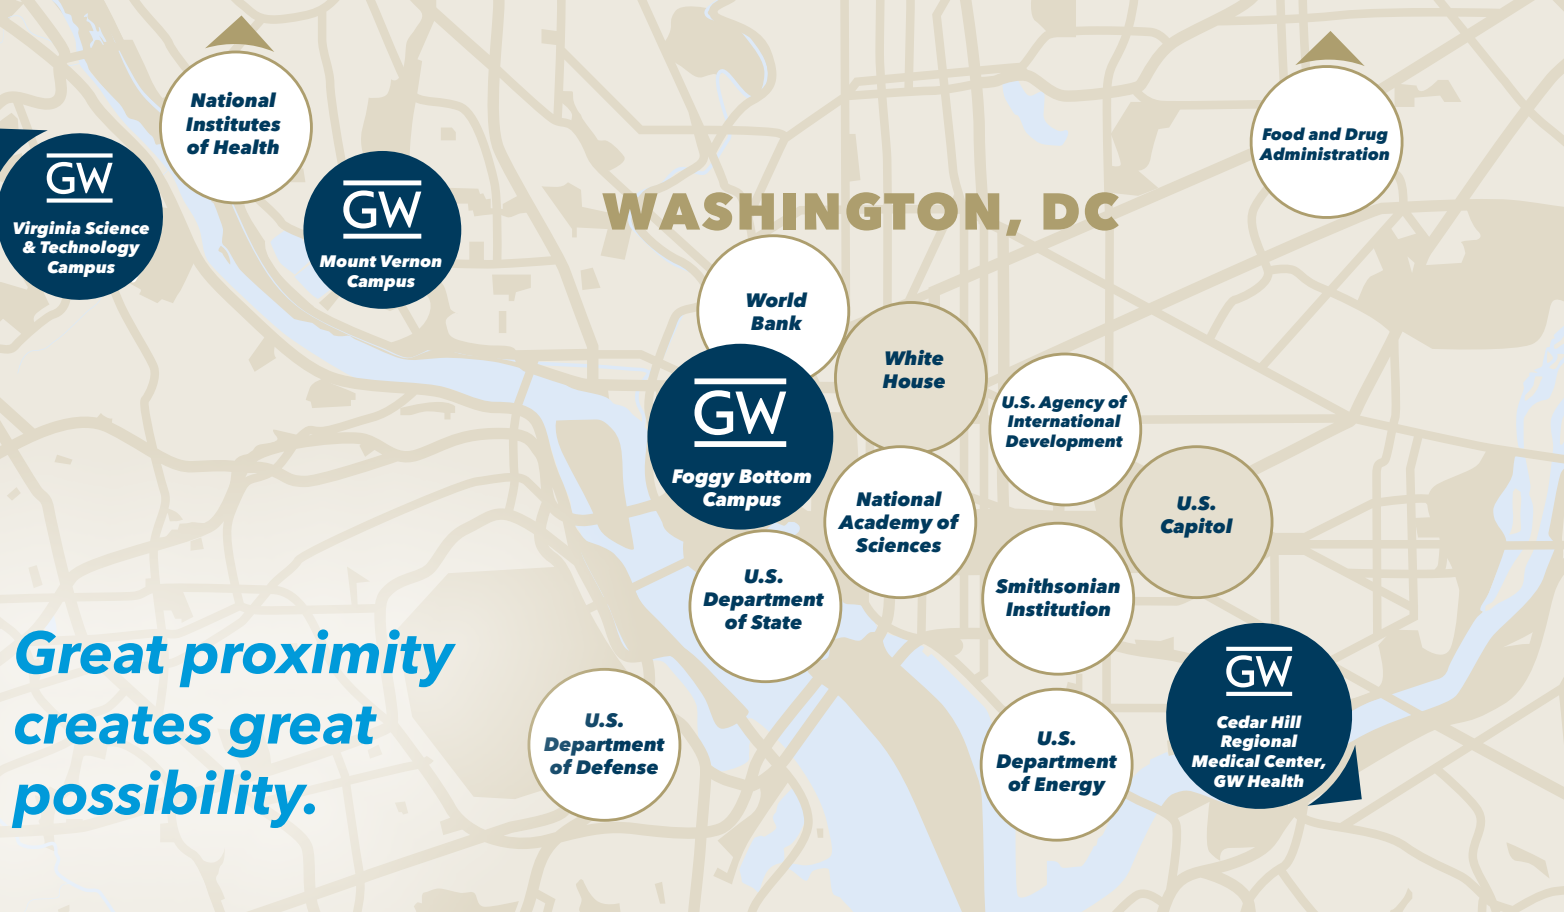 National
Institutes
of Health
Food and Drug
Administration
GW
Virginia Science
& Technology
Campus
GW
Mount Vernon
Campus
WASHINGTON, DC
World
Bank
White
House
U.S. Agency of
International
Development
GW
Foggy Bottom
Campus
National
Academy of
Sciences
U.S.
Capitol
U.S.
Department
of State
Smithsonian
Institution
Great proximity
creates great
possibility.
U.S.
Department
of Defense
U.S.
Department
of Energy
GW
Cedar Hill
Regional
Medical Center,
GW Health